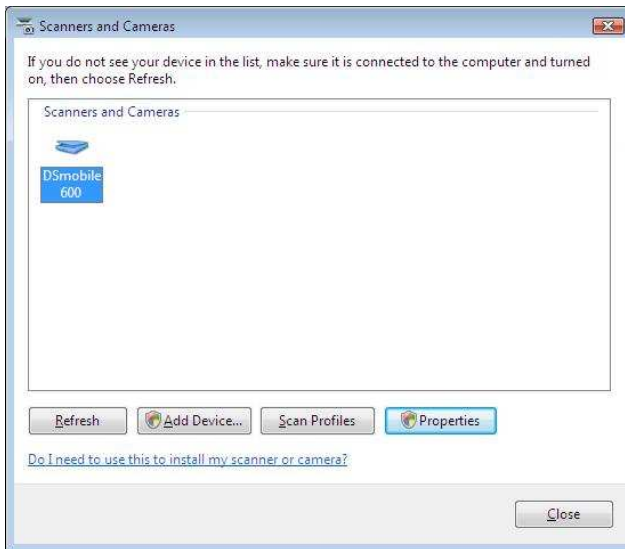 Scanners and Cameras
If you do not see your device in the list, make sure it is connected to the computer and turned
on, then choose Refresh.
Scanners and Cameras
DSmobile
600
Refresh
Add Device...
Scan Profiles
Properties
Do I need to use this to install my scanner or camera?
Close